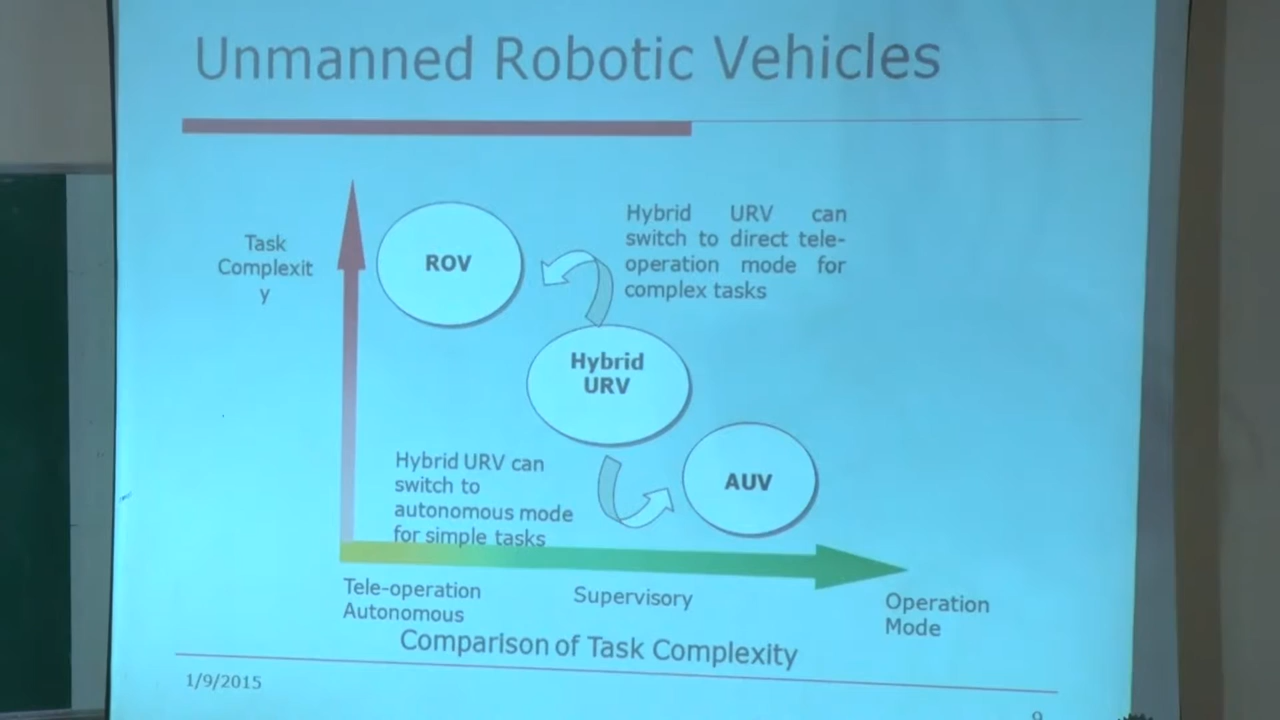 Unmanned Robotic Vehicles
Task
Complexit
y
ROV
Hybrid URV can
switch to direct tele-
operation mode for
complex tasks
Hybrid
URV
Hybrid URV can
switch to
autonomous mode
for simple tasks
AUV
Tele-operation
Autonomous
Supervisory
Operation
Mode
Comparison of Task Complexity
1/9/2015
9